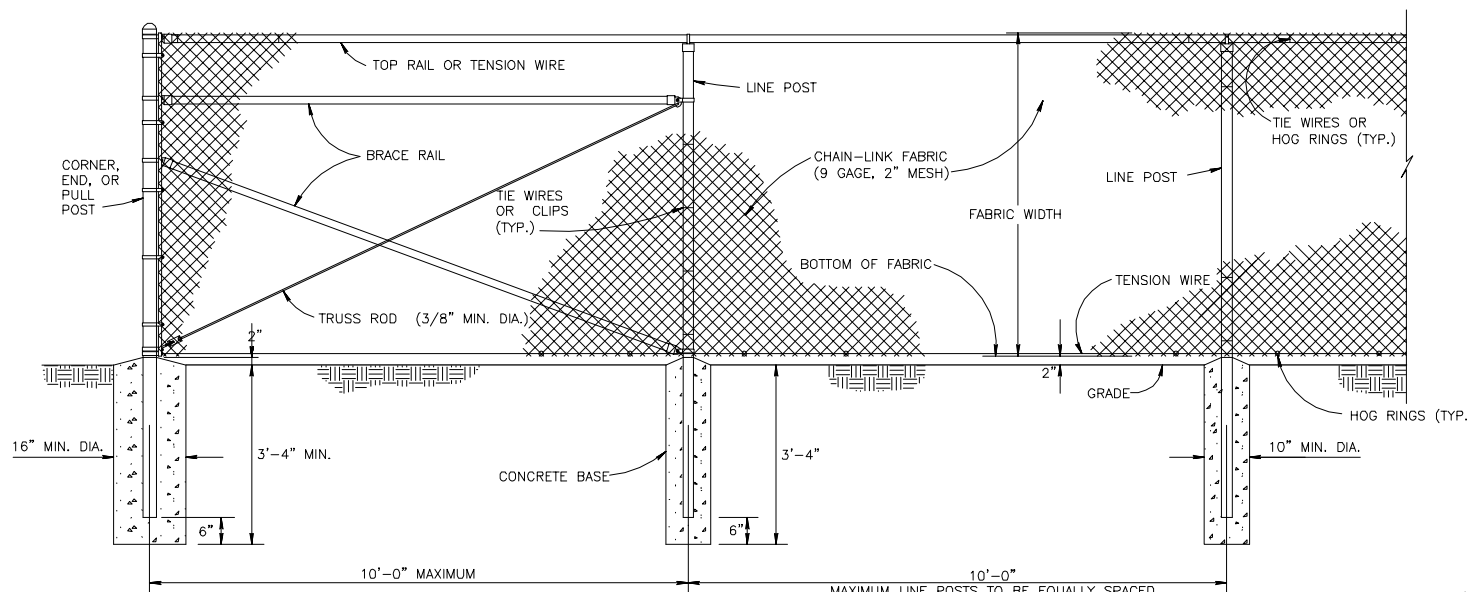 TOP RAIL OR TENSION WIRE
LINE POST
TIE WIRES OR
HOG RINGS (TYP.)
BRACE RAIL
CHAIN-LINK FABRIC
(9 GAGE, 2" MESH)
CORNER,
END, OR
PULL
POST
LINE POST
TIE WIRES
OR CLIPS
(TYP.)
FABRIC WIDTH
BOTTOM OF FABRIC
TENSION WIRE
TRUSS ROD (3/8" MIN. DIA.)
2"
2"
GRADE
HOG RINGS (TYP.
16" MIN. DIA.
3'-4" MIN.
CONCRETE BASE
3'-4"
10" MIN. DIA.
6"
6"
10'-0" MAXIMUM
10'-0"
MAXIMUM LINE POSTS TO BE EQUALLY SPACED